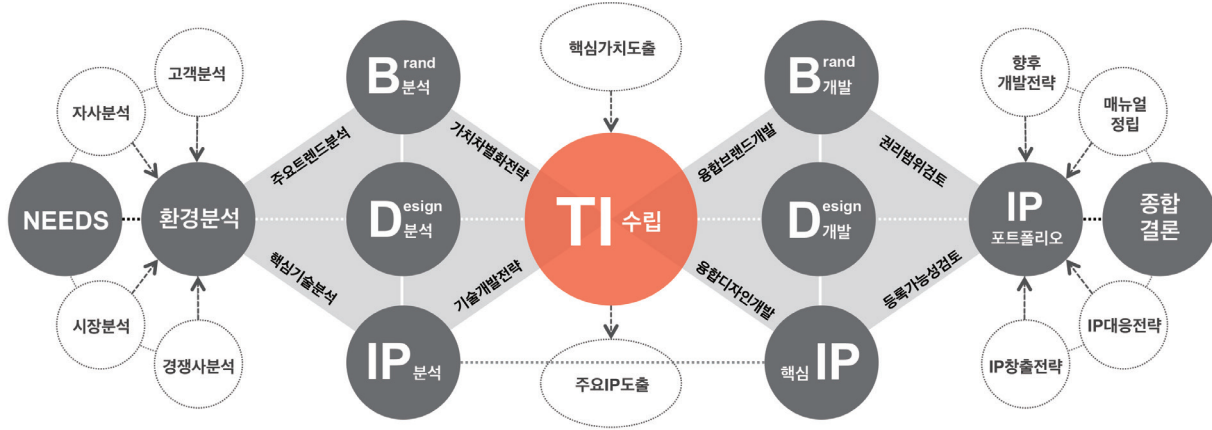 NEEDS
자사분석
고객분석
시장분석
경쟁사분석
환경분석
주요트렌드분석
핵심기술분석
Brand
분석
Design
분석
IP 분석
가치차별화전략
기술개발전략
핵심가치도출
TI 수립
주요IP도출
융합브랜드개발
융합디자인개발
Brand
개발
Design
개발
핵심 IP
권리범위검토
등록가능성검토
향후
개발전략
매뉴얼
정립
IP
포트폴리오
IP창출전략
IP대응전략
종합
결론